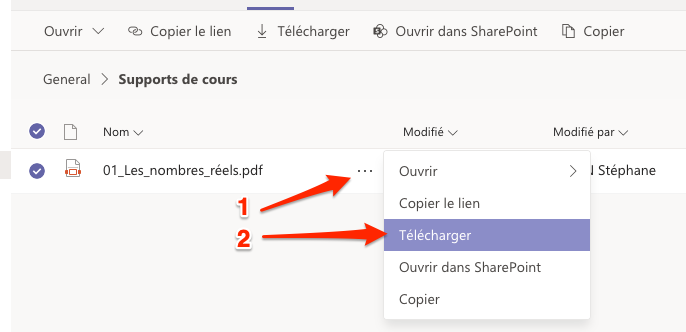 Ouvrir Copier le lien Télécharger Ouvrir dans SharePoint Copier
General > Supports de cours
Nom Modifié Modifié par
01_Les_nombres_réels.pdf ... Stéphane
1
2
Ouvrir
Copier le lien
Télécharger
Ouvrir dans SharePoint
Copier